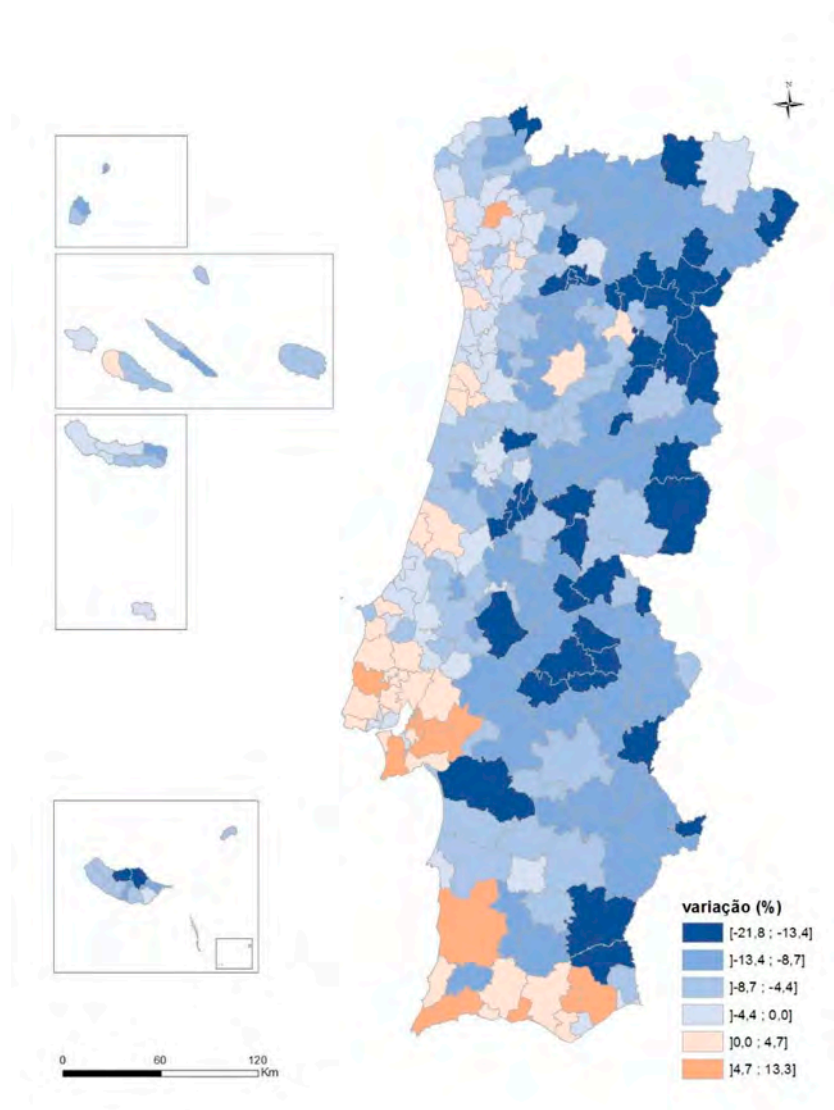 N
variação (%)
[-21,8 ; -13,4]
]-13,4 ; -8,7]
]-8,7 ; -4,4]
]-4,4 ; 0,0]
]0,0 ; 4,7]
]4,7 ; 13,3]
0 60 120
Km